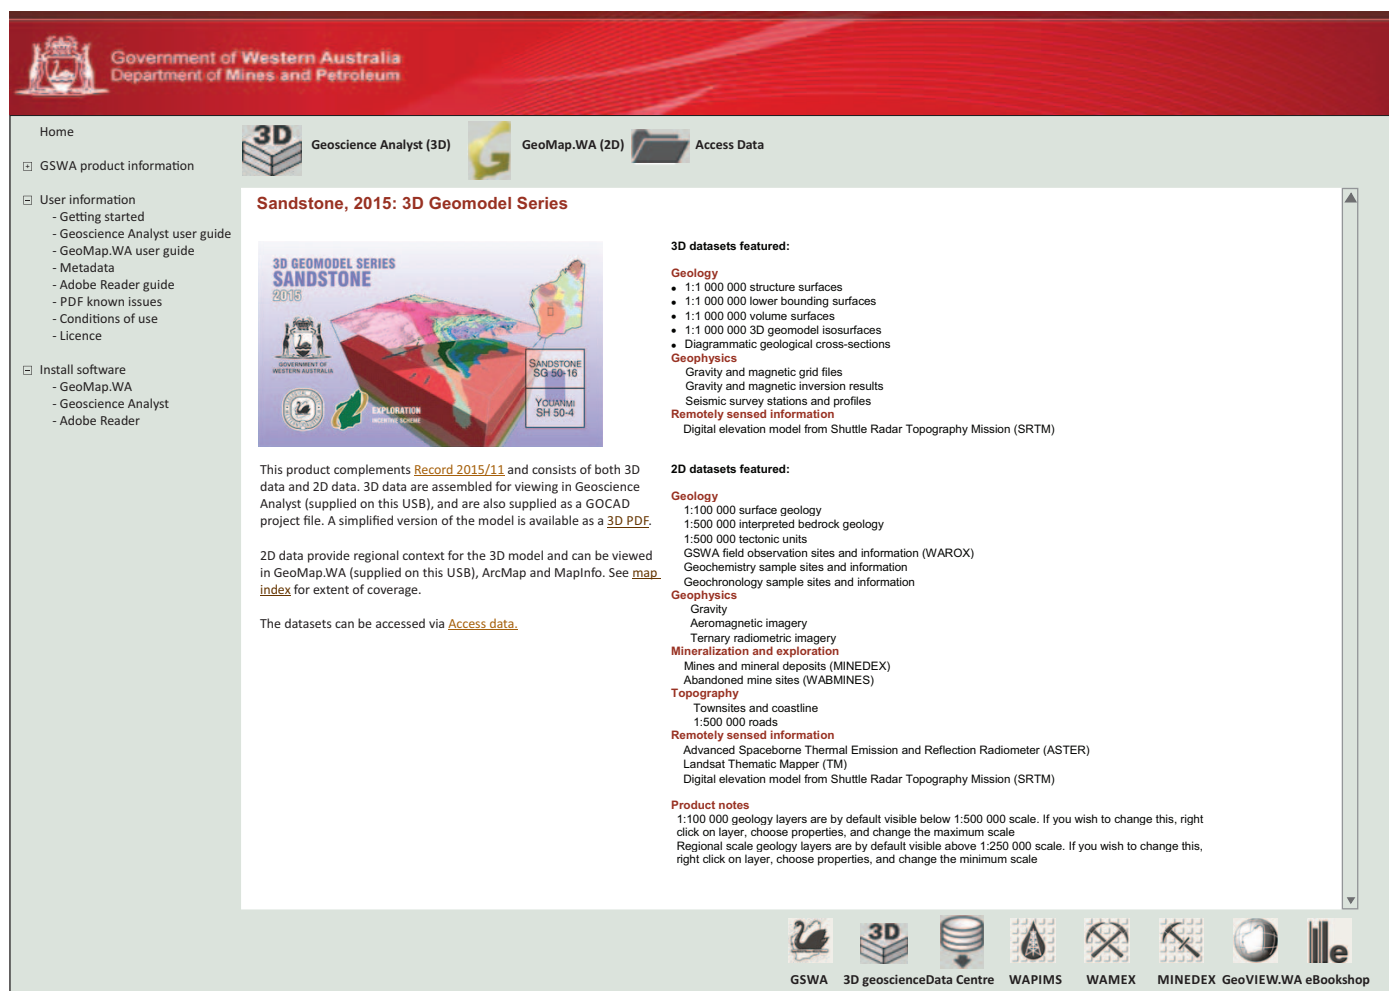 Government of Western Australia
Department of Mines and Petroleum
Home
GSWA product information
User information
- Getting started
- Geoscience Analyst user guide
- GeoMap.WA user guide
- Metadata
- Adobe Reader guide
- PDF known issues
- Conditions of use
- Licence
Install software
- GeoMap.WA
- Geoscience Analyst
- Adobe Reader
3D
Geoscience Analyst (3D)
G
GeoMap.WA (2D)
Access Data
Sandstone, 2015: 3D Geomodel Series
3D GEOMODEL SERIES
SANDSTONE
2015
GOVERNMENT OF
WESTERN AUSTRALIA
EXPLORATION
INCENTIVE SCHEME
SANDSTONE
SG 50-16
YOUANMI
SH 50-4
This product complements Record 2015/11 and consists of both 3D
data and 2D data. 3D data are assembled for viewing in Geoscience
Analyst (supplied on this USB), and are also supplied as a GOCAD
project file. A simplified version of the model is available as a 3D PDF.
2D data provide regional context for the 3D model and can be viewed
in GeoMap.WA (supplied on this USB), ArcMap and MapInfo. See map
index for extent of coverage.
The datasets can be accessed via Access data.
3D datasets featured:
Geology
• 1:1 000 000 structure surfaces
• 1:1 000 000 lower bounding surfaces
• 1:1 000 000 volume surfaces
• 1:1 000 000 3D geomodel isosurfaces
• Diagrammatic geological cross-sections
Geophysics
Gravity and magnetic grid files
Gravity and magnetic inversion results
Seismic survey stations and profiles
Remotely sensed information
Digital elevation model from Shuttle Radar Topography Mission (SRTM)
2D datasets featured:
Geology
1:100 000 surface geology
1:500 000 interpreted bedrock geology
1:500 000 tectonic units
GSWA field observation sites and information (WAROX)
Geochemistry sample sites and information
Geochronology sample sites and information
Geophysics
Gravity
Aeromagnetic imagery
Ternary radiometric imagery
Mineralization and exploration
Mines and mineral deposits (MINEDEX)
Abandoned mine sites (WABMINES)
Topography
Townsites and coastline
1:500 000 roads
Remotely sensed information
Advanced Spaceborne Thermal Emission and Reflection Radiometer (ASTER)
Landsat Thematic Mapper (TM)
Digital elevation model from Shuttle Radar Topography Mission (SRTM)
Product notes
1:100 000 geology layers are by default visible below 1:500 000 scale. If you wish to change this, right
click on layer, choose properties, and change the maximum scale
Regional scale geology layers are by default visible above 1:250 000 scale. If you wish to change this,
right click on layer, choose properties, and change the minimum scale
3D
e
GSWA
3D geoscience
Data Centre
WAPIMS
WAMEX
MINEDEX
GeoVIEW.WA
eBookshop